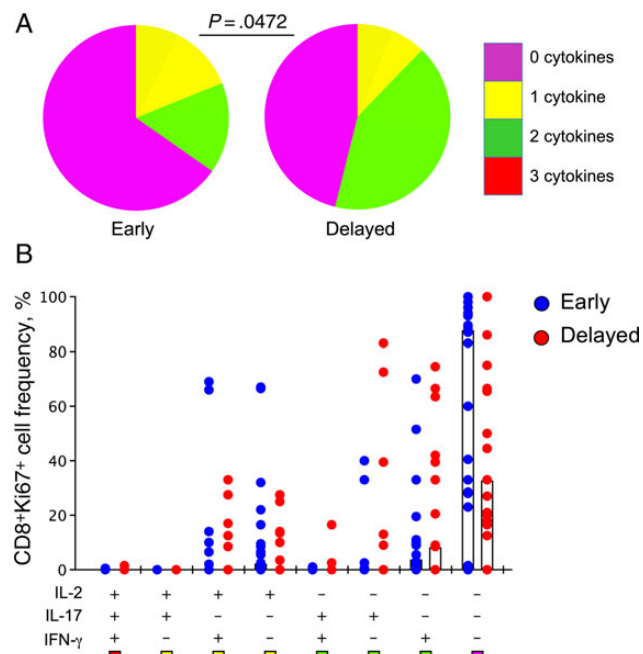 A
P = .0472
0 cytokines
1 cytokine
2 cytokines
3 cytokines
Early
Delayed
B
CD8+Ki67+ cell frequency, %
100
80
60
40
20
0
Early
Delayed
IL-2 + + + + – – – –
IL-17 + + – – + + – –
IFN-γ + – + – + – + –